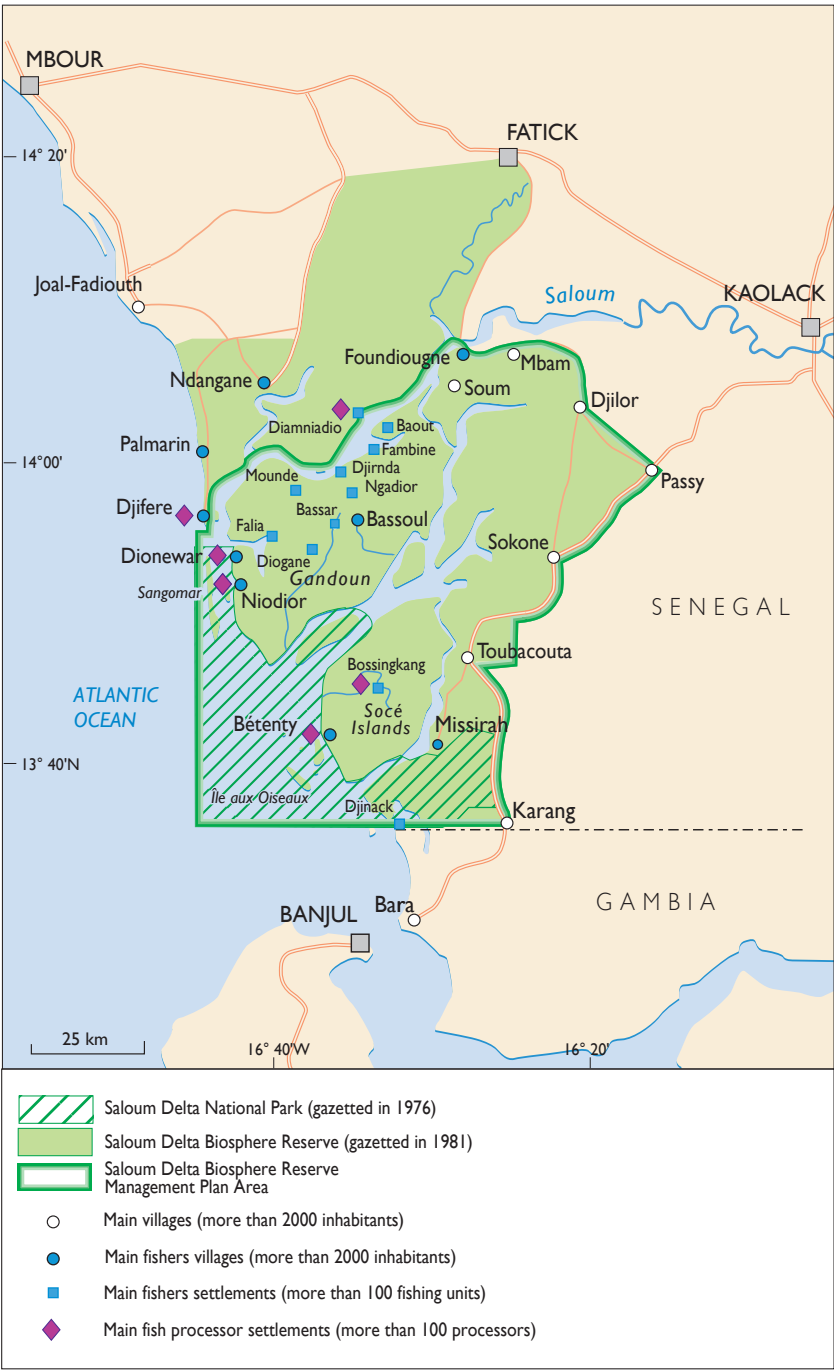 MBOUR
FATICK
14° 20'
Joal-Fadiouth
Saloum
KAOLACK
Foundiougne
Mbam
Ndangane
Soum
Djilor
Diamniadio
Baout
Palmarin
Fambine
14° 00'
Mounde
Djirnda
Passy
Ngadior
Djifere
Bassar
Bassoul
Falia
Sokone
Dionewar
Diogane
Gandoun
Sangomar
Niodior
SENEGAL
Toubacouta
Bossingkang
ATLANTIC
OCEAN
Socé
Islands
Bétenty
Missirah
13° 40'N
Île aux Oiseaux
Djinack
Karang
Bara
GAMBIA
BANJUL
25 km
16° 40'W
16° 20'
Saloum Delta National Park (gazetted in 1976)
Saloum Delta Biosphere Reserve (gazetted in 1981)
Saloum Delta Biosphere Reserve
Management Plan Area
Main villages (more than 2000 inhabitants)
Main fishers villages (more than 2000 inhabitants)
Main fishers settlements (more than 100 fishing units)
Main fish processor settlements (more than 100 processors)